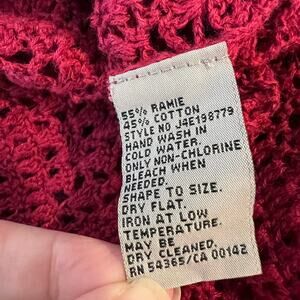 55% RAMIE
45% COTTON
STYLE NO J4E198779
HAND WASH IN
COLD WATER.
ONLY NON-CHLORINE
BLEACH WHEN
NEEDED.
SHAPE TO SIZE.
DRY FLAT.
IRON AT LOW
TEMPERATURE.
MAY BE
DRY CLEANED.
RN 54365/CA 00142